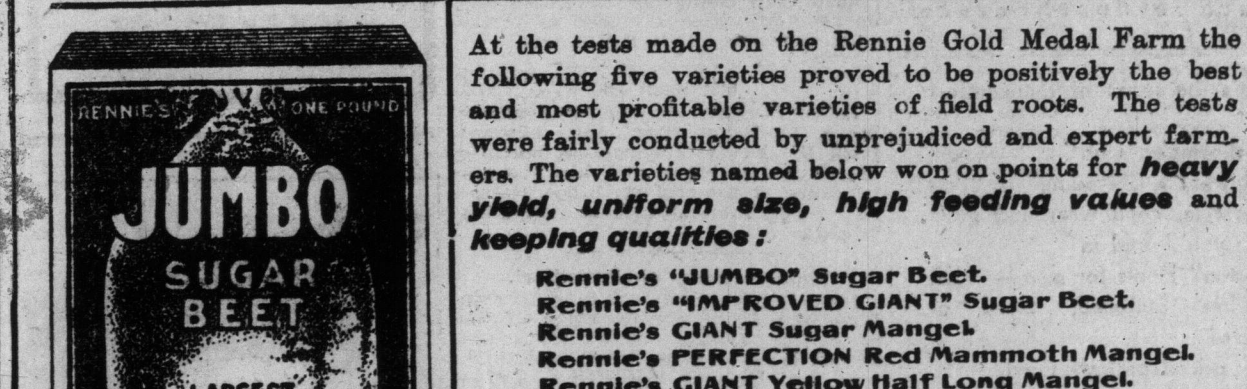 RENNIE'S ONE POUND
JUMBO
SUGAR
BEET
LARGEST
At the tests made on the Rennie Gold Medal Farm the
following five varieties proved to be positively the best
and most profitable varieties of field roots. The tests
were fairly conducted by unprejudiced and expert farm-
ers. The varieties named below won on points for heavy
yield, uniform size, high feeding values and
keeping qualities:
Rennie's "JUMBO" Sugar Beet.
Rennie's "IMPROVED GIANT" Sugar Beet.
Rennie's GIANT Sugar Mangel.
Rennie's PERFECTION Red Mammoth Mangel.
Rennie's GIANT Yellow Half Long Mangel.